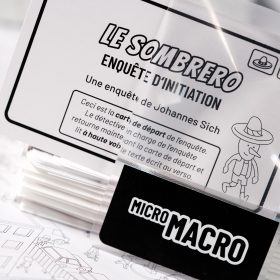 LE SOMBRERO
ENQUÊTE D'INITIATION
Une enquête de Johannes Sich
Ceci est la carte de départ de l'enquête.
Le détective en charge de l'enquête
retourne maintenant la carte de départ et
lit à haute voix le texte écrit au verso.
MICRO
MACRO